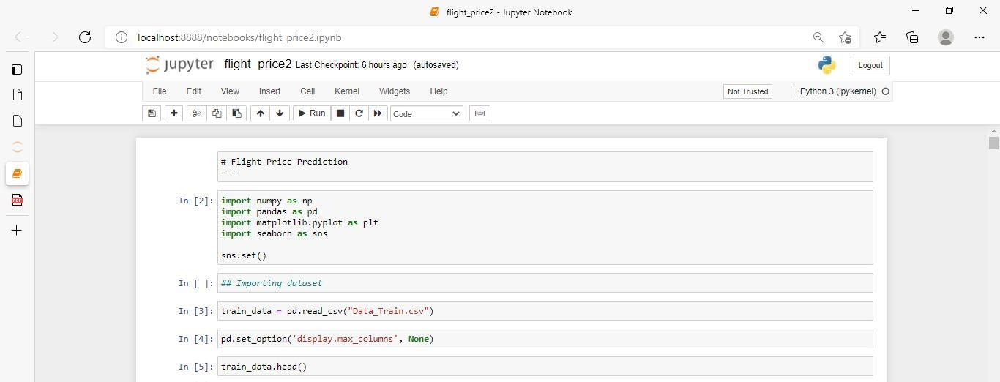 flight_price2 - Jupyter Notebook
localhost:8888/notebooks/flight_price2.ipynb
jupyter flight_price2 Last Checkpoint: 6 hours ago (autosaved)
Logout
File Edit View Insert Cell Kernel Widgets Help
Not Trusted
Python 3 (ipykernel)
Run
Code
# Flight Price Prediction
---
In [2]: import numpy as np
import pandas as pd
import matplotlib.pyplot as plt
import seaborn as sns
sns.set()
In [ ]: ## Importing dataset
In [3]: train_data = pd.read_csv("Data_Train.csv")
In [4]: pd.set_option('display.max_columns', None)
In [5]: train_data.head()
PDF